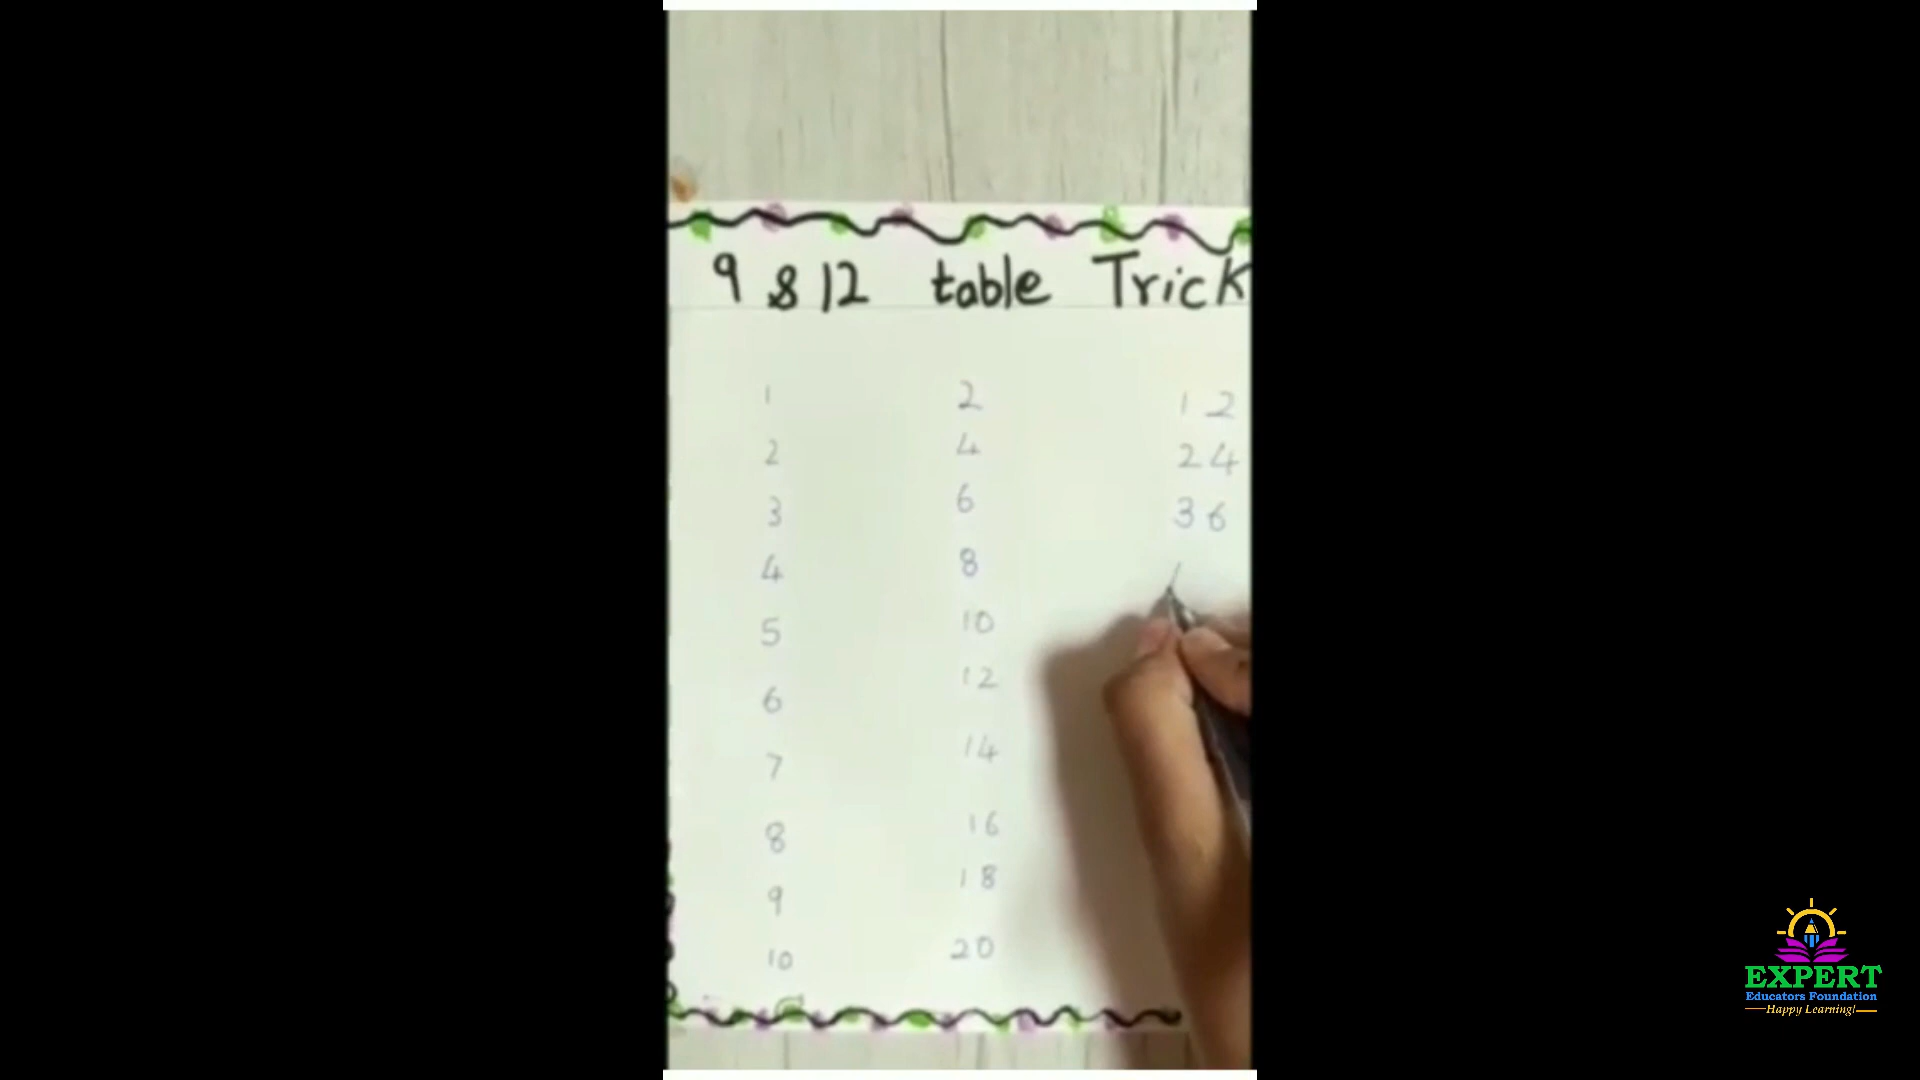 9 & 12 table Trick
1 2 12
2 4 24
3 6 36
4 8
5 10
6 12
7 14
8 16
9 18
10 20
EXPERT
Educators Foundation
Happy Learning!